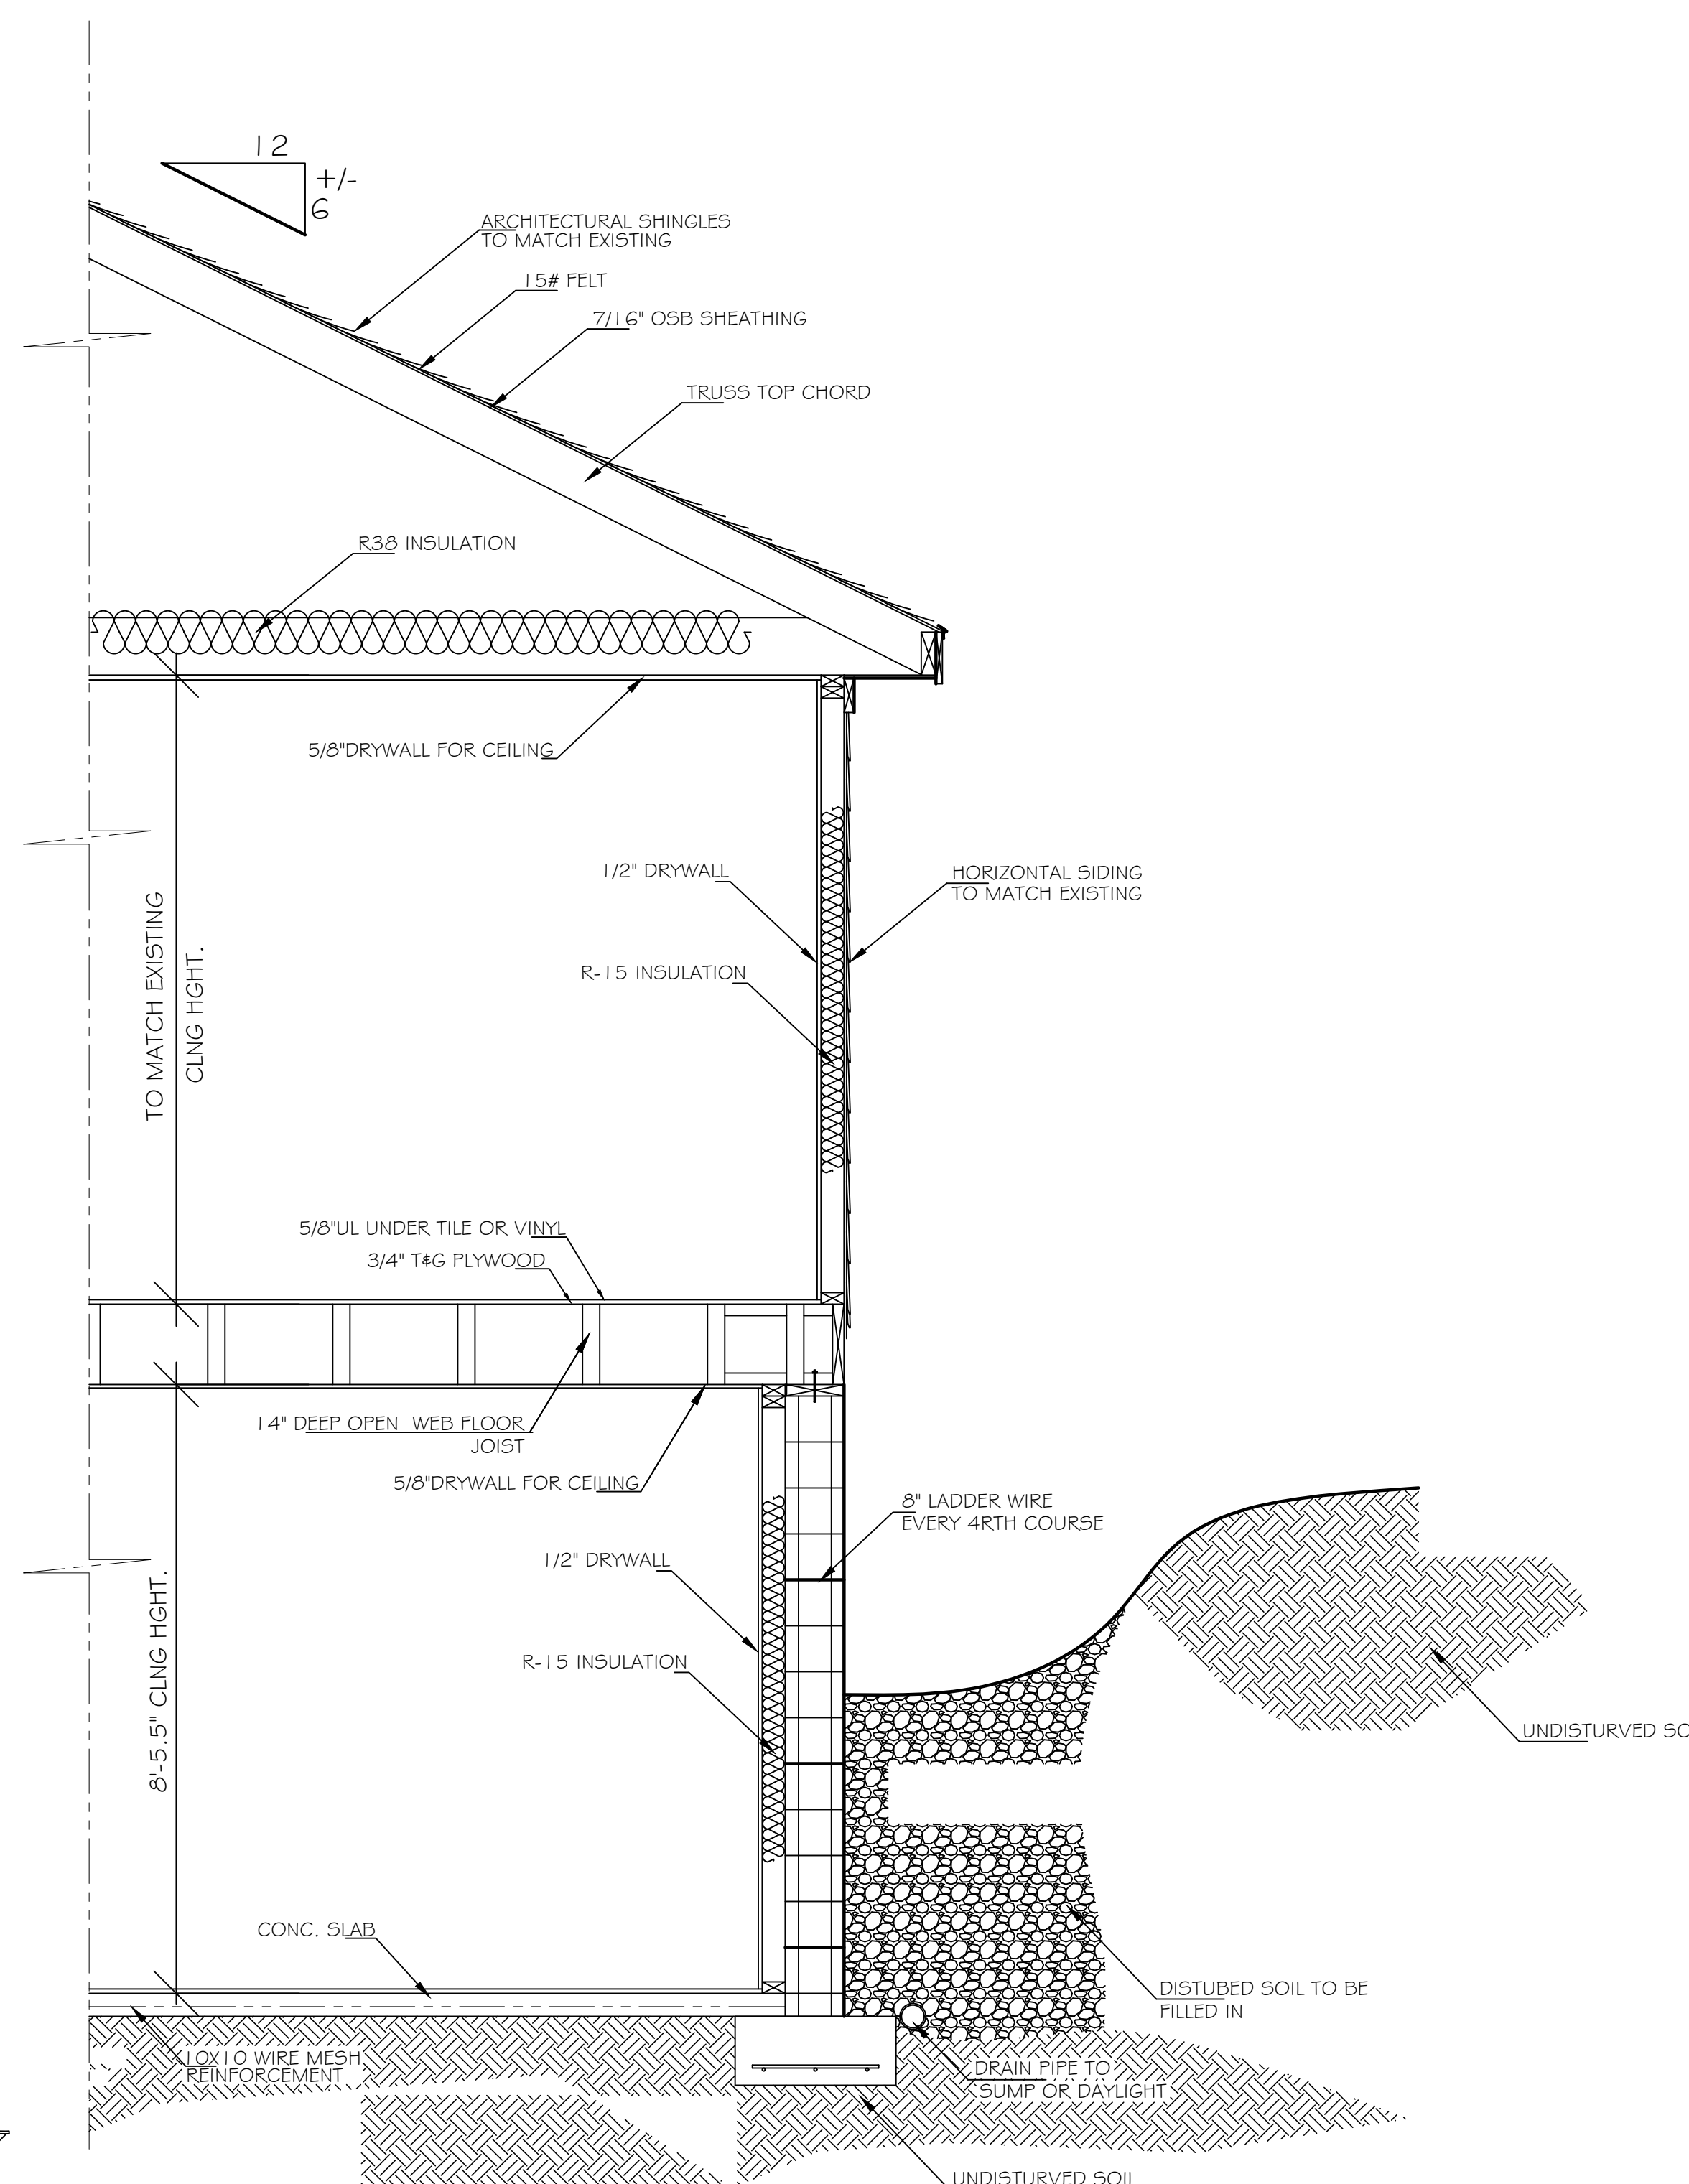 12
+/-
6
ARCHITECTURAL SHINGLES
TO MATCH EXISTING
15# FELT
7/16" OSB SHEATHING
TRUSS TOP CHORD
R38 INSULATION
5/8"DRYWALL FOR CEILING
1/2" DRYWALL
HORIZONTAL SIDING
TO MATCH EXISTING
R-15 INSULATION
TO MATCH EXISTING
CLNG HGHT.
5/8"UL UNDER TILE OR VINYL
3/4" T&G PLYWOOD
14" DEEP OPEN WEB FLOOR
JOIST
5/8"DRYWALL FOR CEILING
8" LADDER WIRE
EVERY 4RTH COURSE
1/2" DRYWALL
R-15 INSULATION
8'-5.5" CLNG HGHT.
UNDISTURVED SO
CONC. SLAB
DISTUBED SOIL TO BE
FILLED IN
10X10 WIRE MESH
REINFORCEMENT
DRAIN PIPE TO
SUMP OR DAYLIGHT
UNDISTURVED SOIL